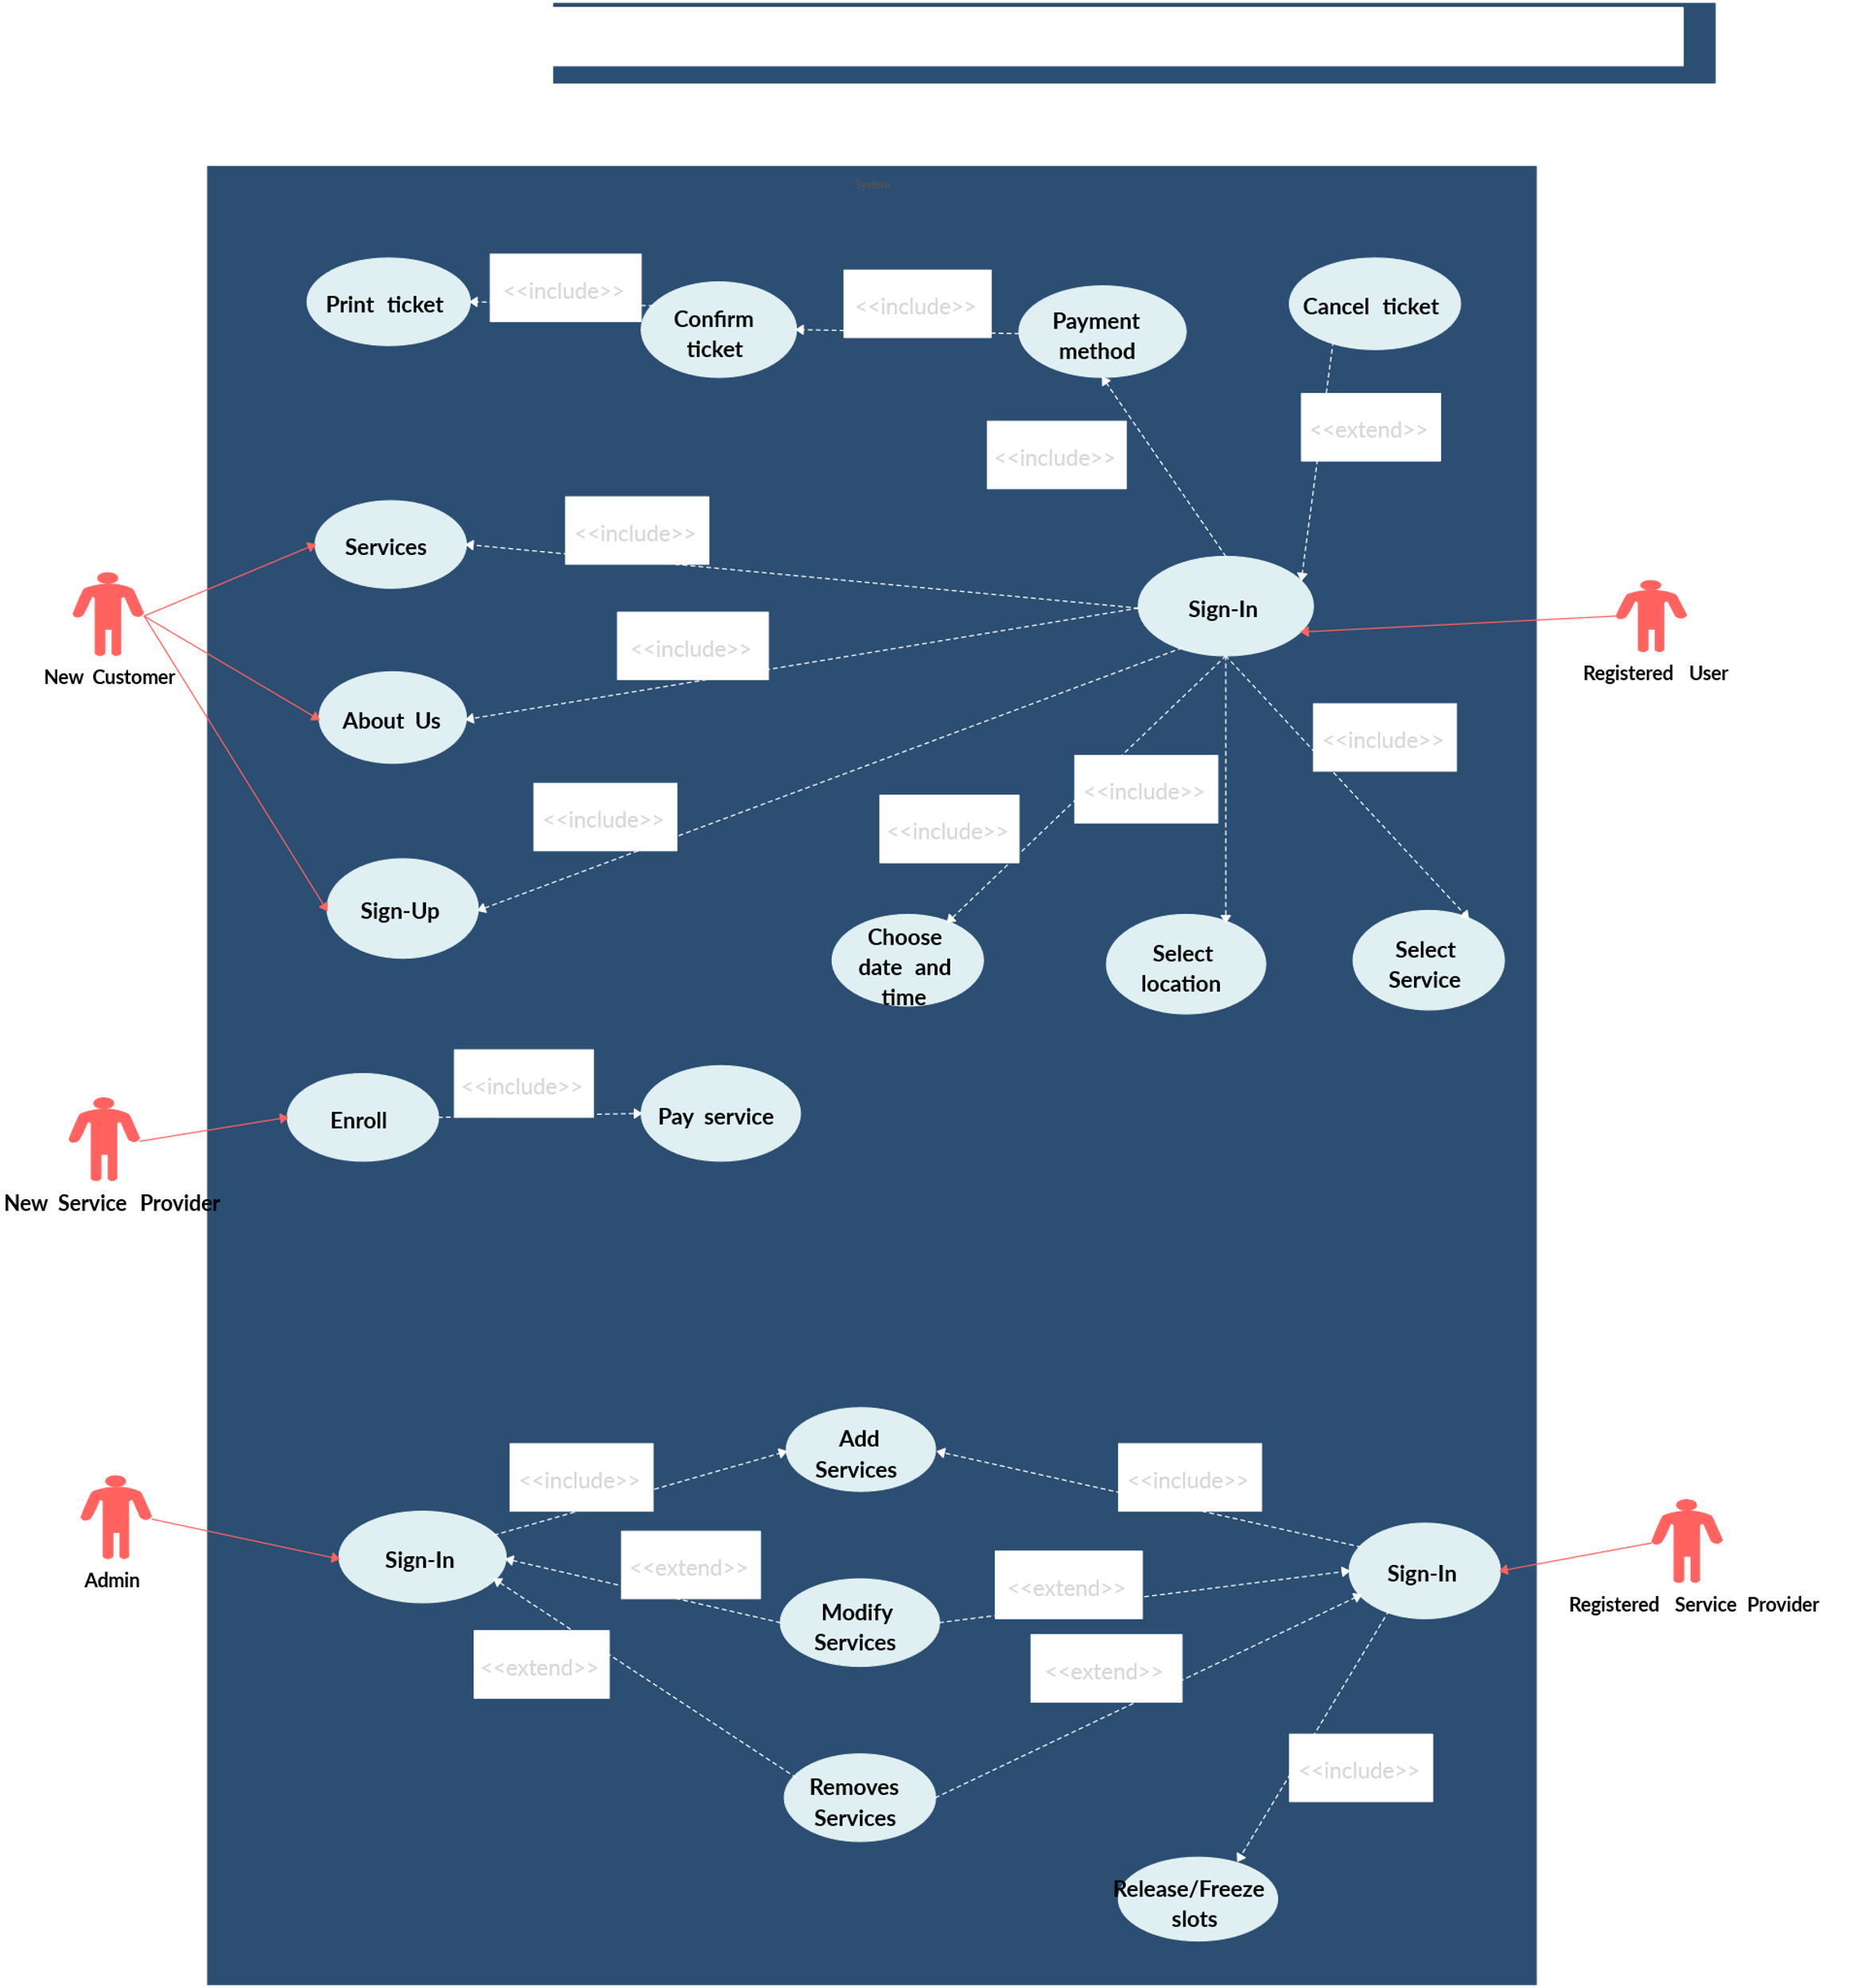 System
Print ticket
<<include>>
Confirm
ticket
<<include>>
Payment
method
Cancel ticket
<<extend>>
<<include>>
Services
<<include>>
Sign-In
New Customer
<<include>>
Registered User
About Us
<<include>>
<<include>>
<<include>>
<<include>>
Sign-Up
Choose
date and
time
Select
location
Select
Service
Enroll
<<include>>
Pay service
New Service Provider
Add
Services
<<include>>
<<include>>
Admin
Sign-In
<<extend>>
<<extend>>
Sign-In
Registered Service Provider
Modify
Services
<<extend>>
<<extend>>
Removes
Services
<<include>>
Release/Freeze
slots